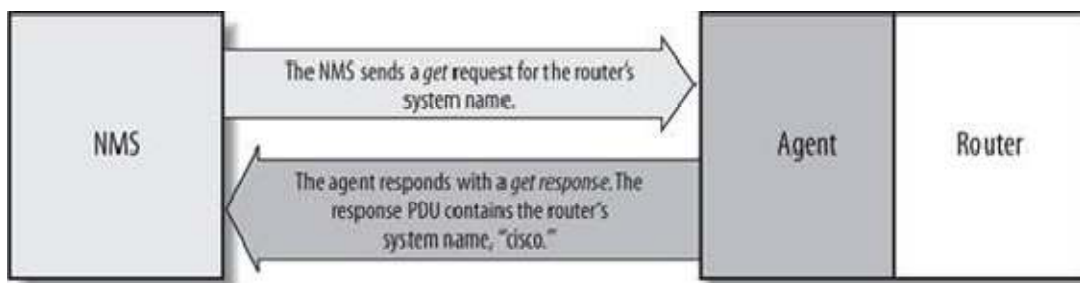 NMS
The NMS sends a get request for the router's
system name.
The agent responds with a get response. The
response PDU contains the router's
system name, "cisco."
Agent
Router